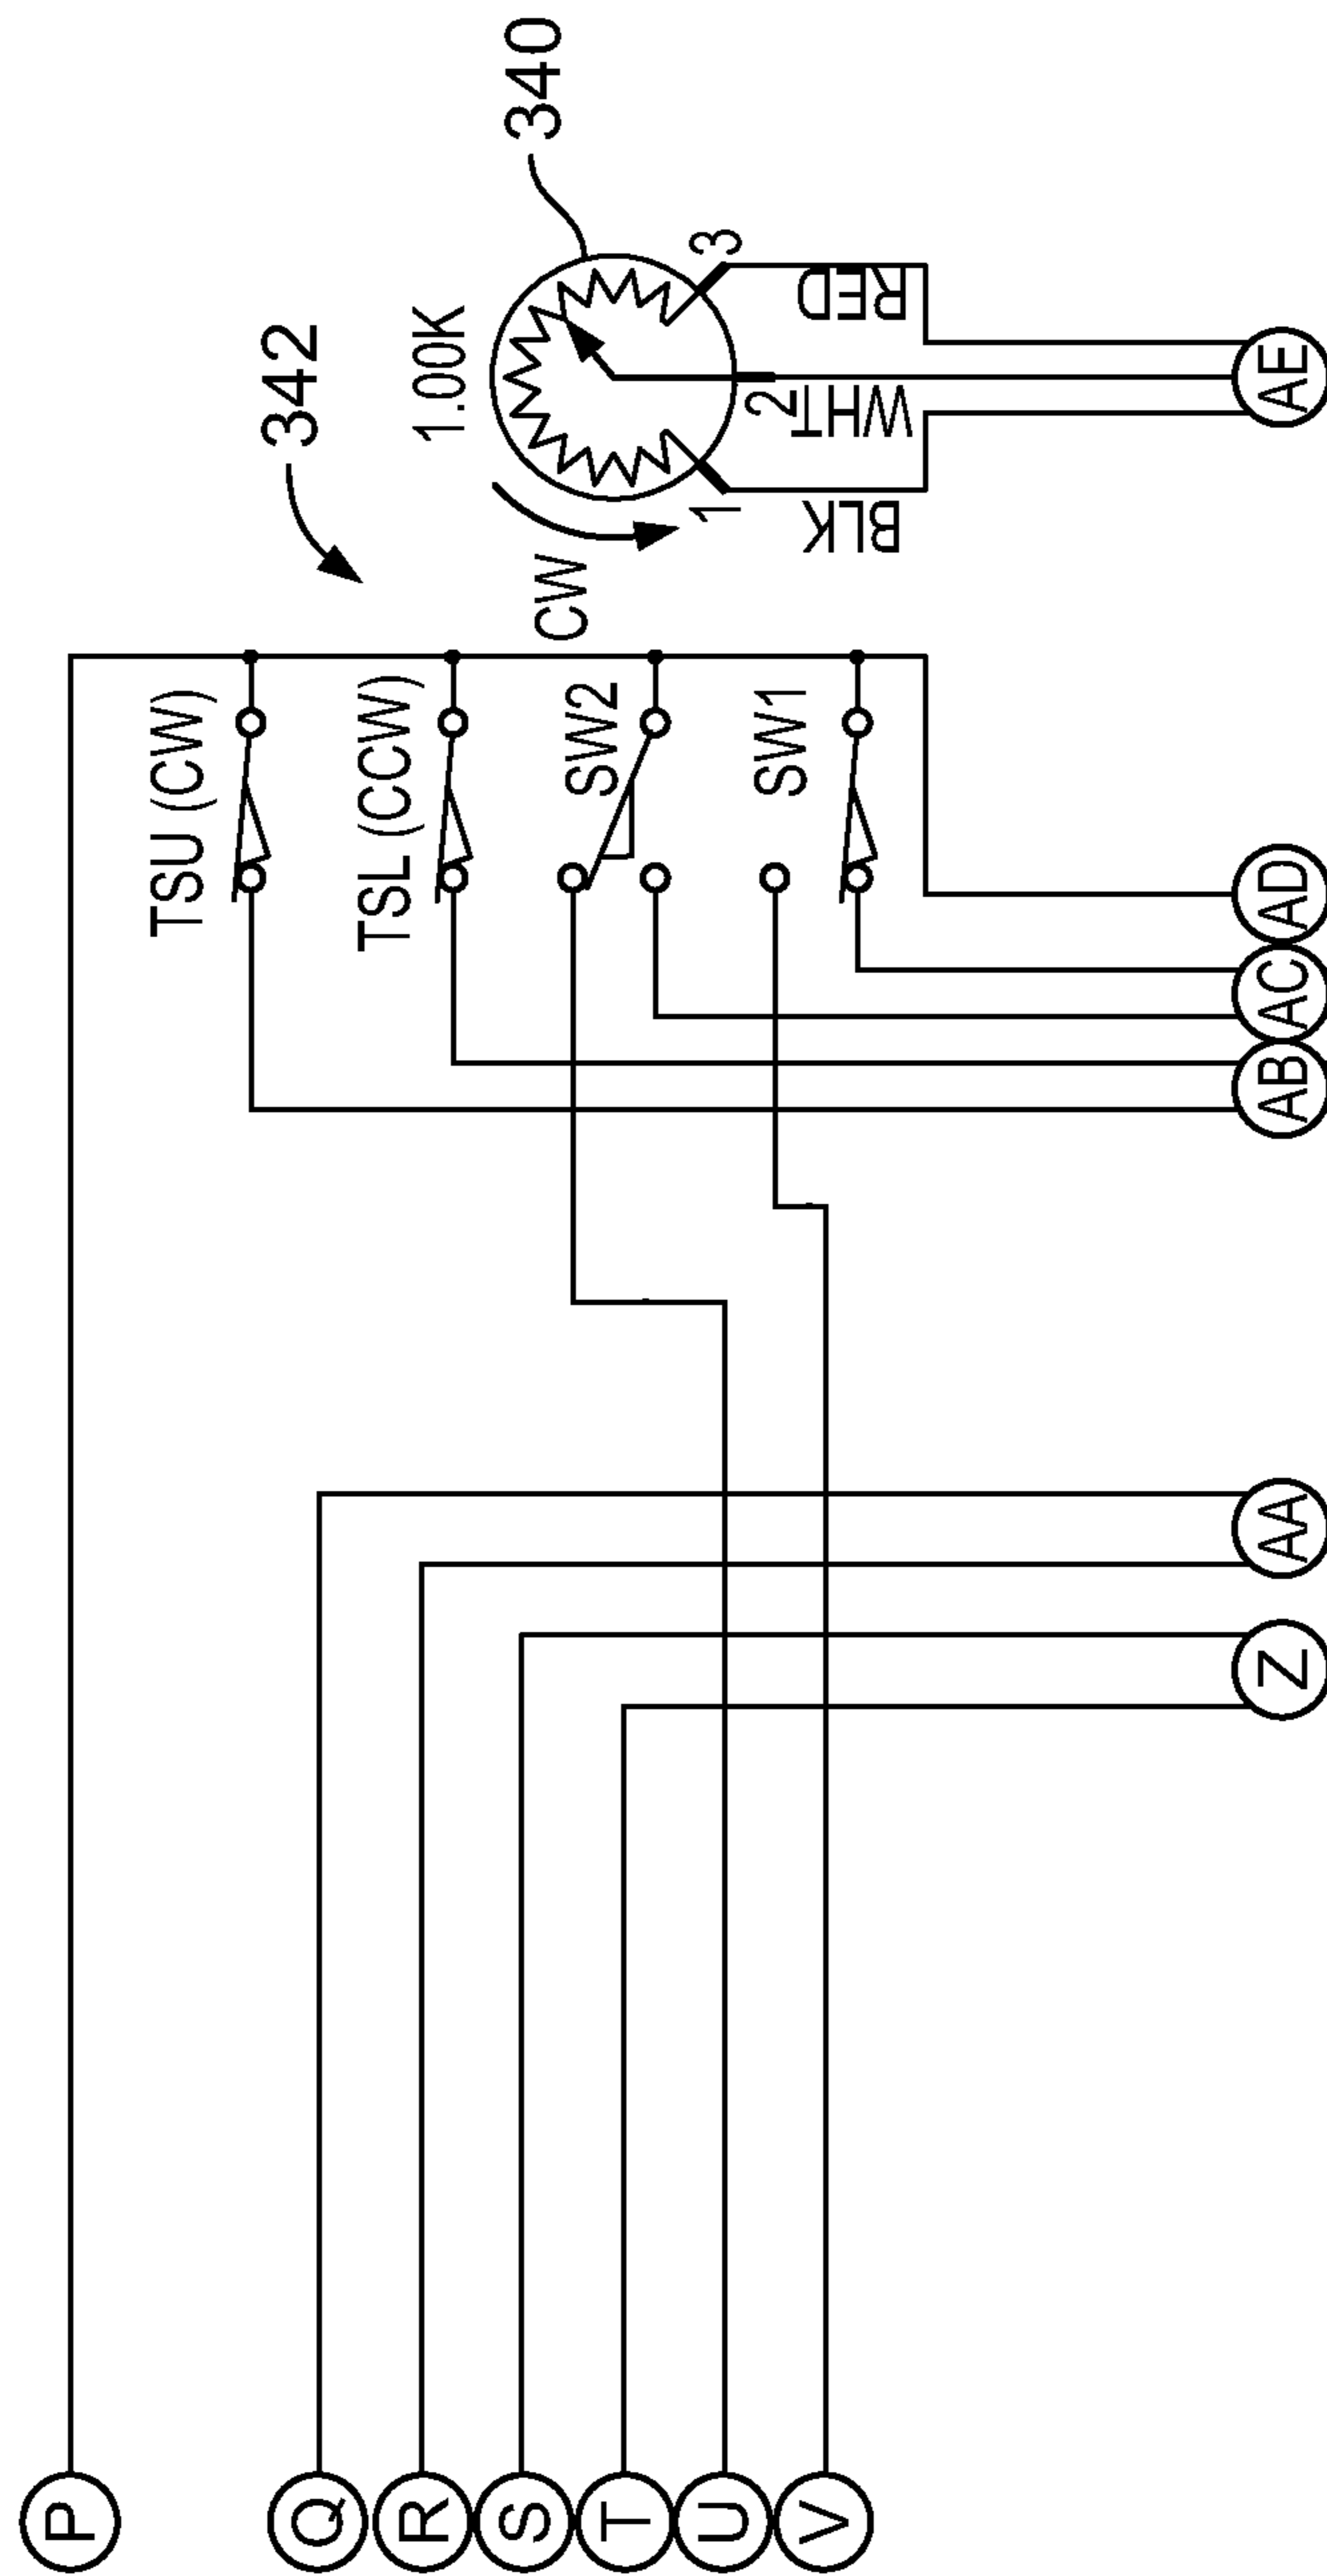 342
340
TSU (CW)
TSL (CCW)
SW2
SW1
CW
1.00K
1
2
3
BLK
WHT
RED
P
Q
R
S
T
U
V
Z
AA
AB
AC
AD
AE